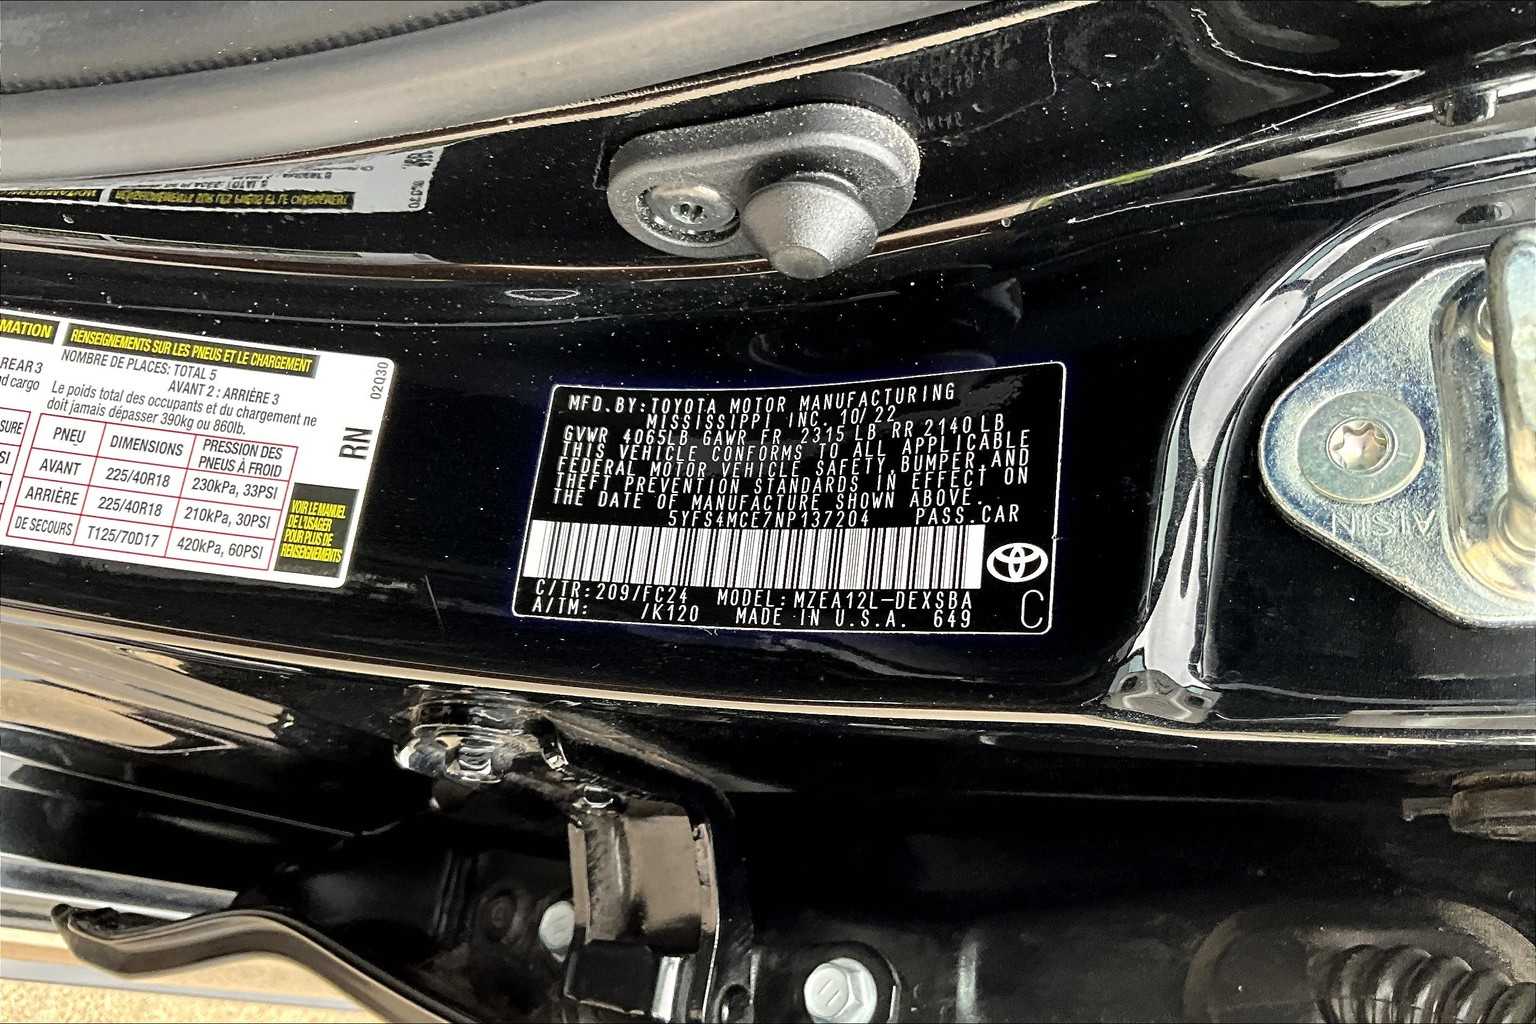 MATION
REAR 3
nd cargo
RENSEIGNEMENTS SUR LES PNEUS ET LE CHARGEMENT
NOMBRE DE PLACES: TOTAL 5
AVANT 2 : ARRIÈRE 3
Le poids total des occupants et du chargement ne
doit jamais dépasser 390kg ou 860lb.
PNEU DIMENSIONS PRESSION DES PNEUS À FROID
AVANT 225/40R18 230kPa, 33PSI
ARRIÈRE 225/40R18 210kPa, 30PSI
DE SECOURS T125/70D17 420kPa, 60PSI
VOIR LE MANUEL
DE L'USAGER
POUR PLUS DE
RENSEIGNEMENTS
RN
02Q30
MFD.BY:TOYOTA MOTOR MANUFACTURING
MISSISSIPPI INC. 10/22
GVWR 4065LB GAWR FR 2315 LB RR 2140 LB
THIS VEHICLE CONFORMS TO ALL APPLICABLE
FEDERAL MOTOR VEHICLE SAFETY,BUMPER,AND
THEFT PREVENTION STANDARDS IN EFFECT ON
THE DATE OF MANUFACTURE SHOWN ABOVE.
5YFS4MCE7NP137204 PASS.CAR
C/TR:209/FC24 MODEL:MZEA12L-DEXSBA
A/TM: /K120 MADE IN U.S.A. 649
C
AISIN